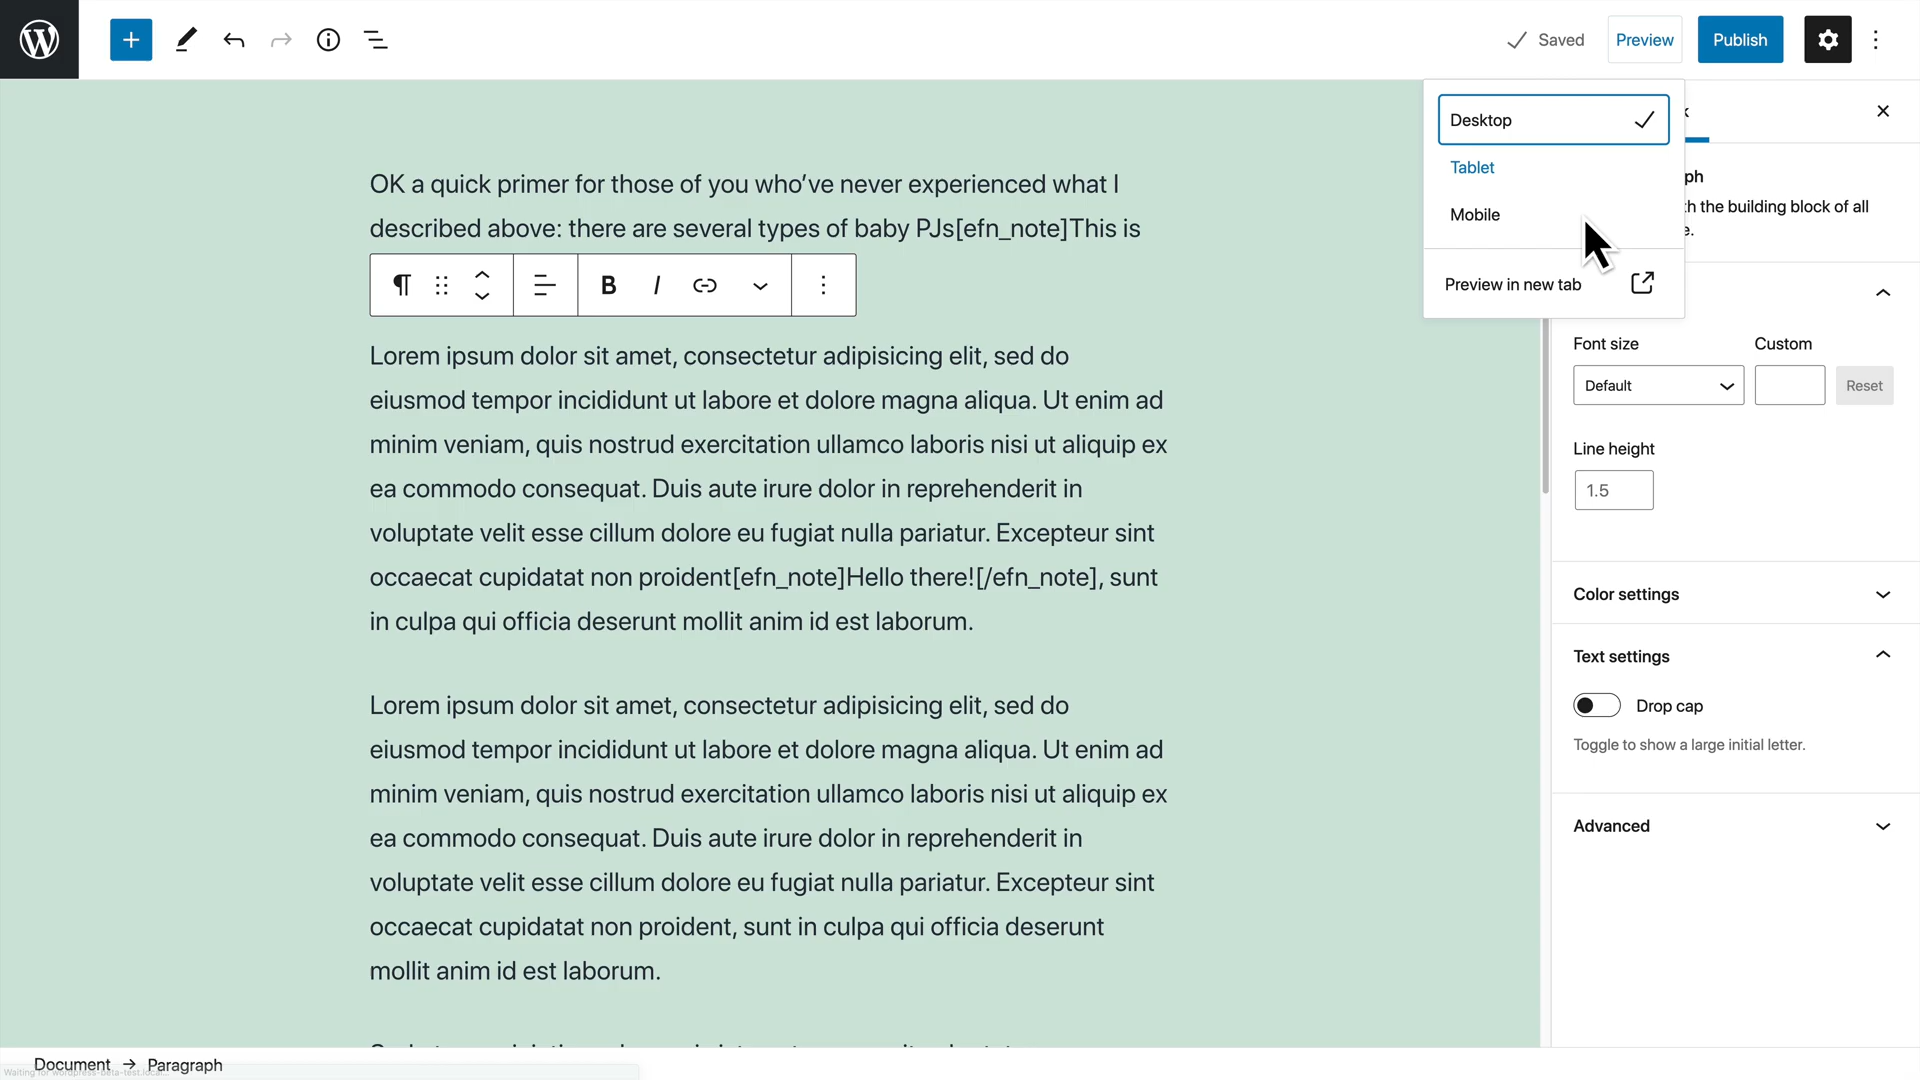 Saved
Preview
Publish
Desktop
Tablet
Mobile
Preview in new tab
ph
th the building block of all
e.
OK a quick primer for those of you who've never experienced what I
described above: there are several types of baby PJs[efn_note]This is
B I
Lorem ipsum dolor sit amet, consectetur adipisicing elit, sed do
eiusmod tempor incididunt ut labore et dolore magna aliqua. Ut enim ad
minim veniam, quis nostrud exercitation ullamco laboris nisi ut aliquip ex
ea commodo consequat. Duis aute irure dolor in reprehenderit in
voluptate velit esse cillum dolore eu fugiat nulla pariatur. Excepteur sint
occaecat cupidatat non proident[efn_note]Hello there![/efn_note], sunt
in culpa qui officia deserunt mollit anim id est laborum.
Lorem ipsum dolor sit amet, consectetur adipisicing elit, sed do
eiusmod tempor incididunt ut labore et dolore magna aliqua. Ut enim ad
minim veniam, quis nostrud exercitation ullamco laboris nisi ut aliquip ex
ea commodo consequat. Duis aute irure dolor in reprehenderit in
voluptate velit esse cillum dolore eu fugiat nulla pariatur. Excepteur sint
occaecat cupidatat non proident, sunt in culpa qui officia deserunt
mollit anim id est laborum.
Font size
Custom
Default
Reset
Line height
1.5
Color settings
Text settings
Drop cap
Toggle to show a large initial letter.
Advanced
Document → Paragraph
Waiting for wordpress-beta-test.local...